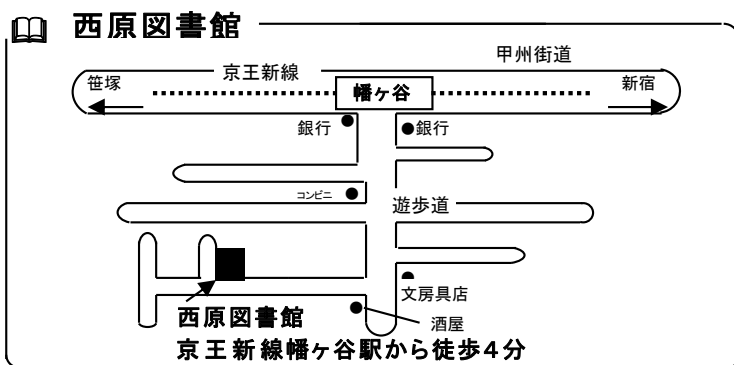 西原図書館
甲州街道
京王新線
笹塚
幡ヶ谷
新宿
銀行
銀行
コンビニ
遊歩道
文房具店
西原図書館
酒屋
京王新線幡ヶ谷駅から徒歩4分